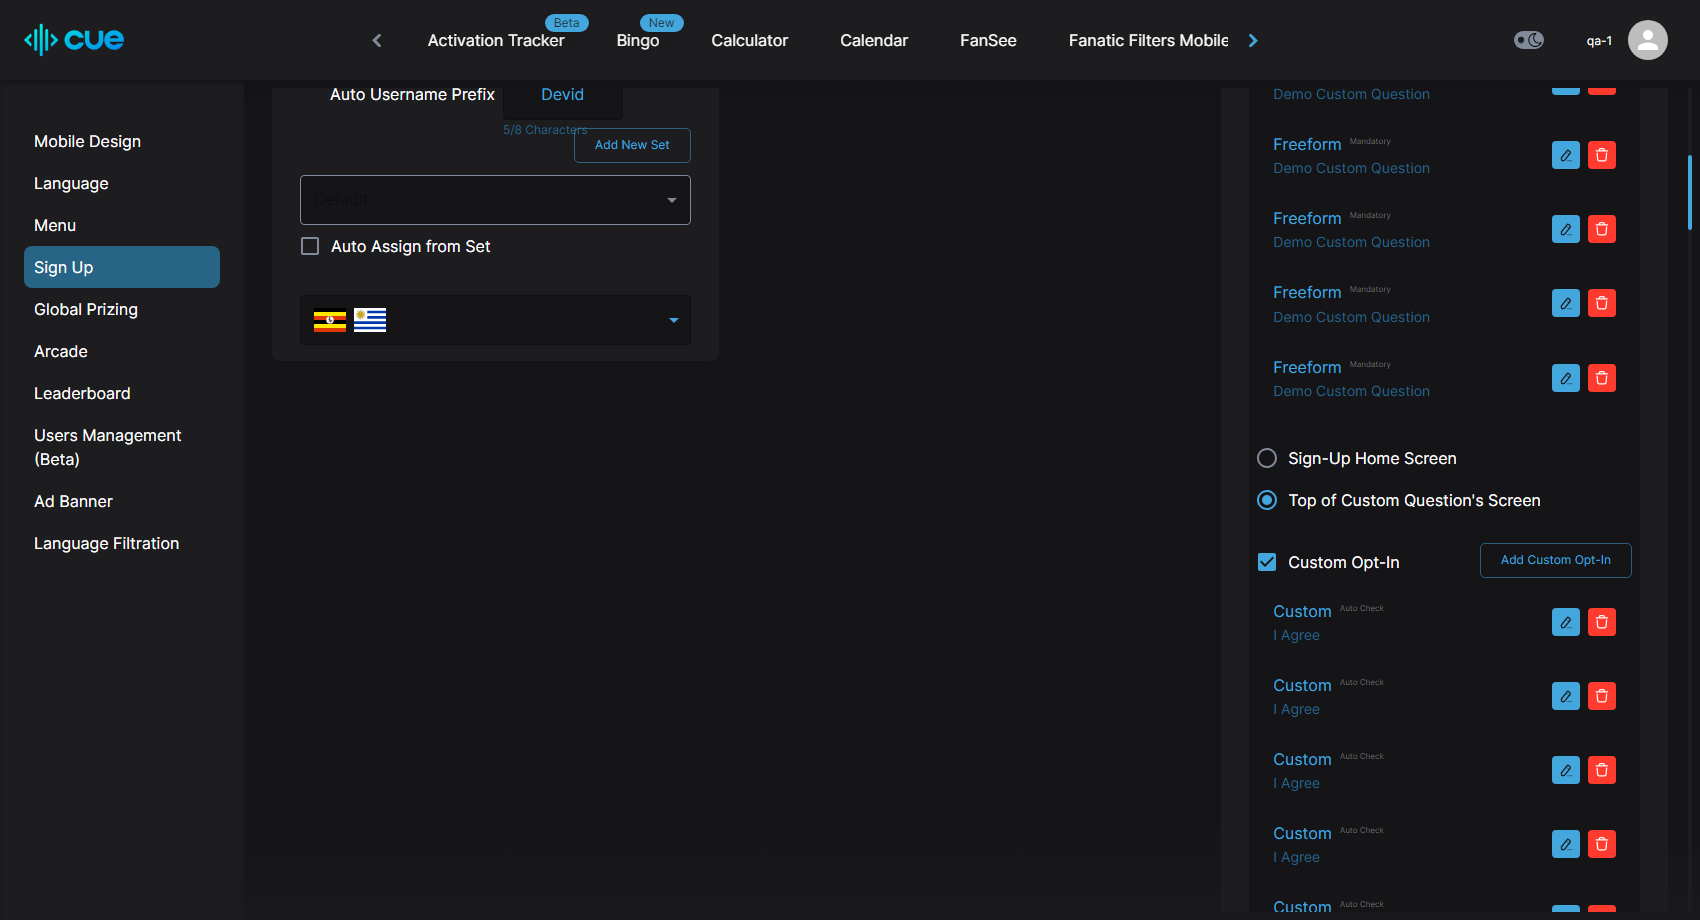 cue
Activation Tracker
Beta
Bingo
New
Calculator
Calendar
FanSee
Fanatic Filters Mobile
qa-1
Mobile Design
Language
Menu
Sign Up
Global Prizing
Arcade
Leaderboard
Users Management
(Beta)
Ad Banner
Language Filtration
Auto Username Prefix
Devid
5/8 Characters
Add New Set
Default
Auto Assign from Set
Demo Custom Question
Freeform Mandatory
Demo Custom Question
Freeform Mandatory
Demo Custom Question
Freeform Mandatory
Demo Custom Question
Freeform Mandatory
Demo Custom Question
Sign-Up Home Screen
Top of Custom Question's Screen
Custom Opt-In
Add Custom Opt-In
Custom Auto Check
I Agree
Custom Auto Check
I Agree
Custom Auto Check
I Agree
Custom Auto Check
I Agree
Custom Auto Check